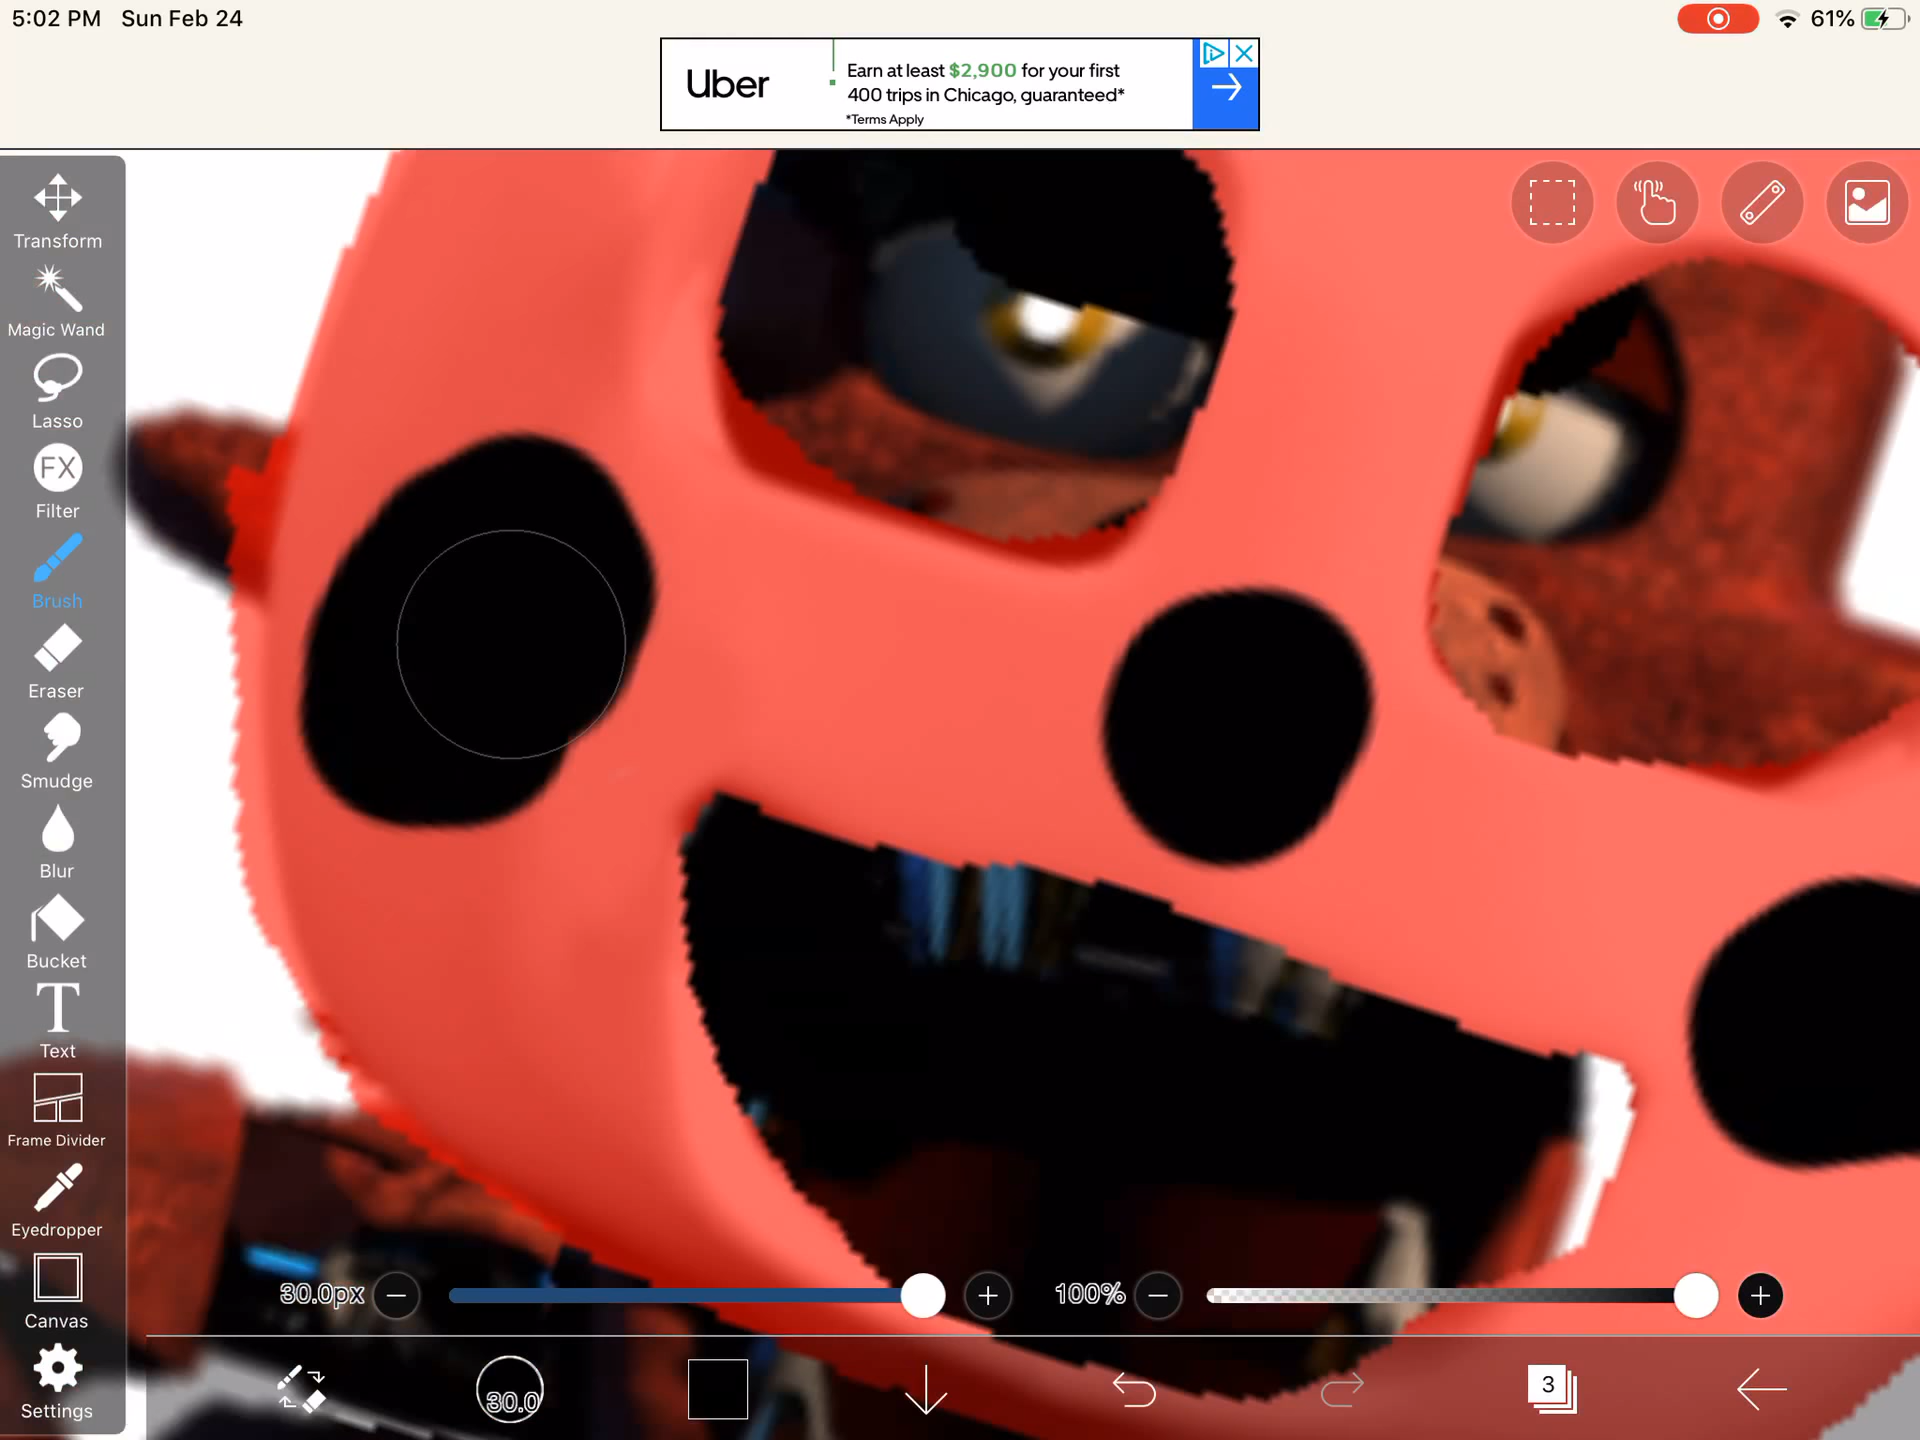 5:02 PM Sun Feb 24
61%
Uber
Earn at least $2,900 for your first
400 trips in Chicago, guaranteed*
*Terms Apply
Transform
Magic Wand
Lasso
FX
Filter
Brush
Eraser
Smudge
Blur
Bucket
T
Text
Frame Divider
Eyedropper
Canvas
Settings
30.0px
100%
30.0
3